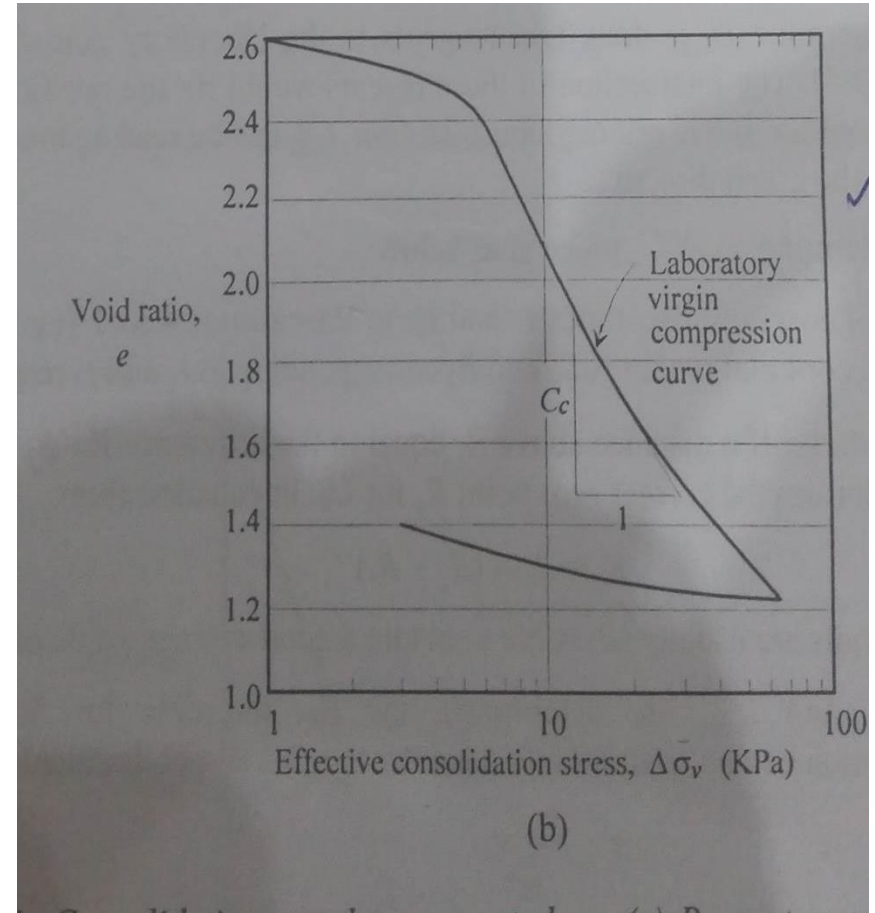 2.6
2.4
2.2
2.0
1.8
1.6
1.4
1.2
1.0
Void ratio,
e
Laboratory
virgin
compression
curve
Cc
1
1
10
100
Effective consolidation stress, Δσ̄ᵥ (KPa)
(b)